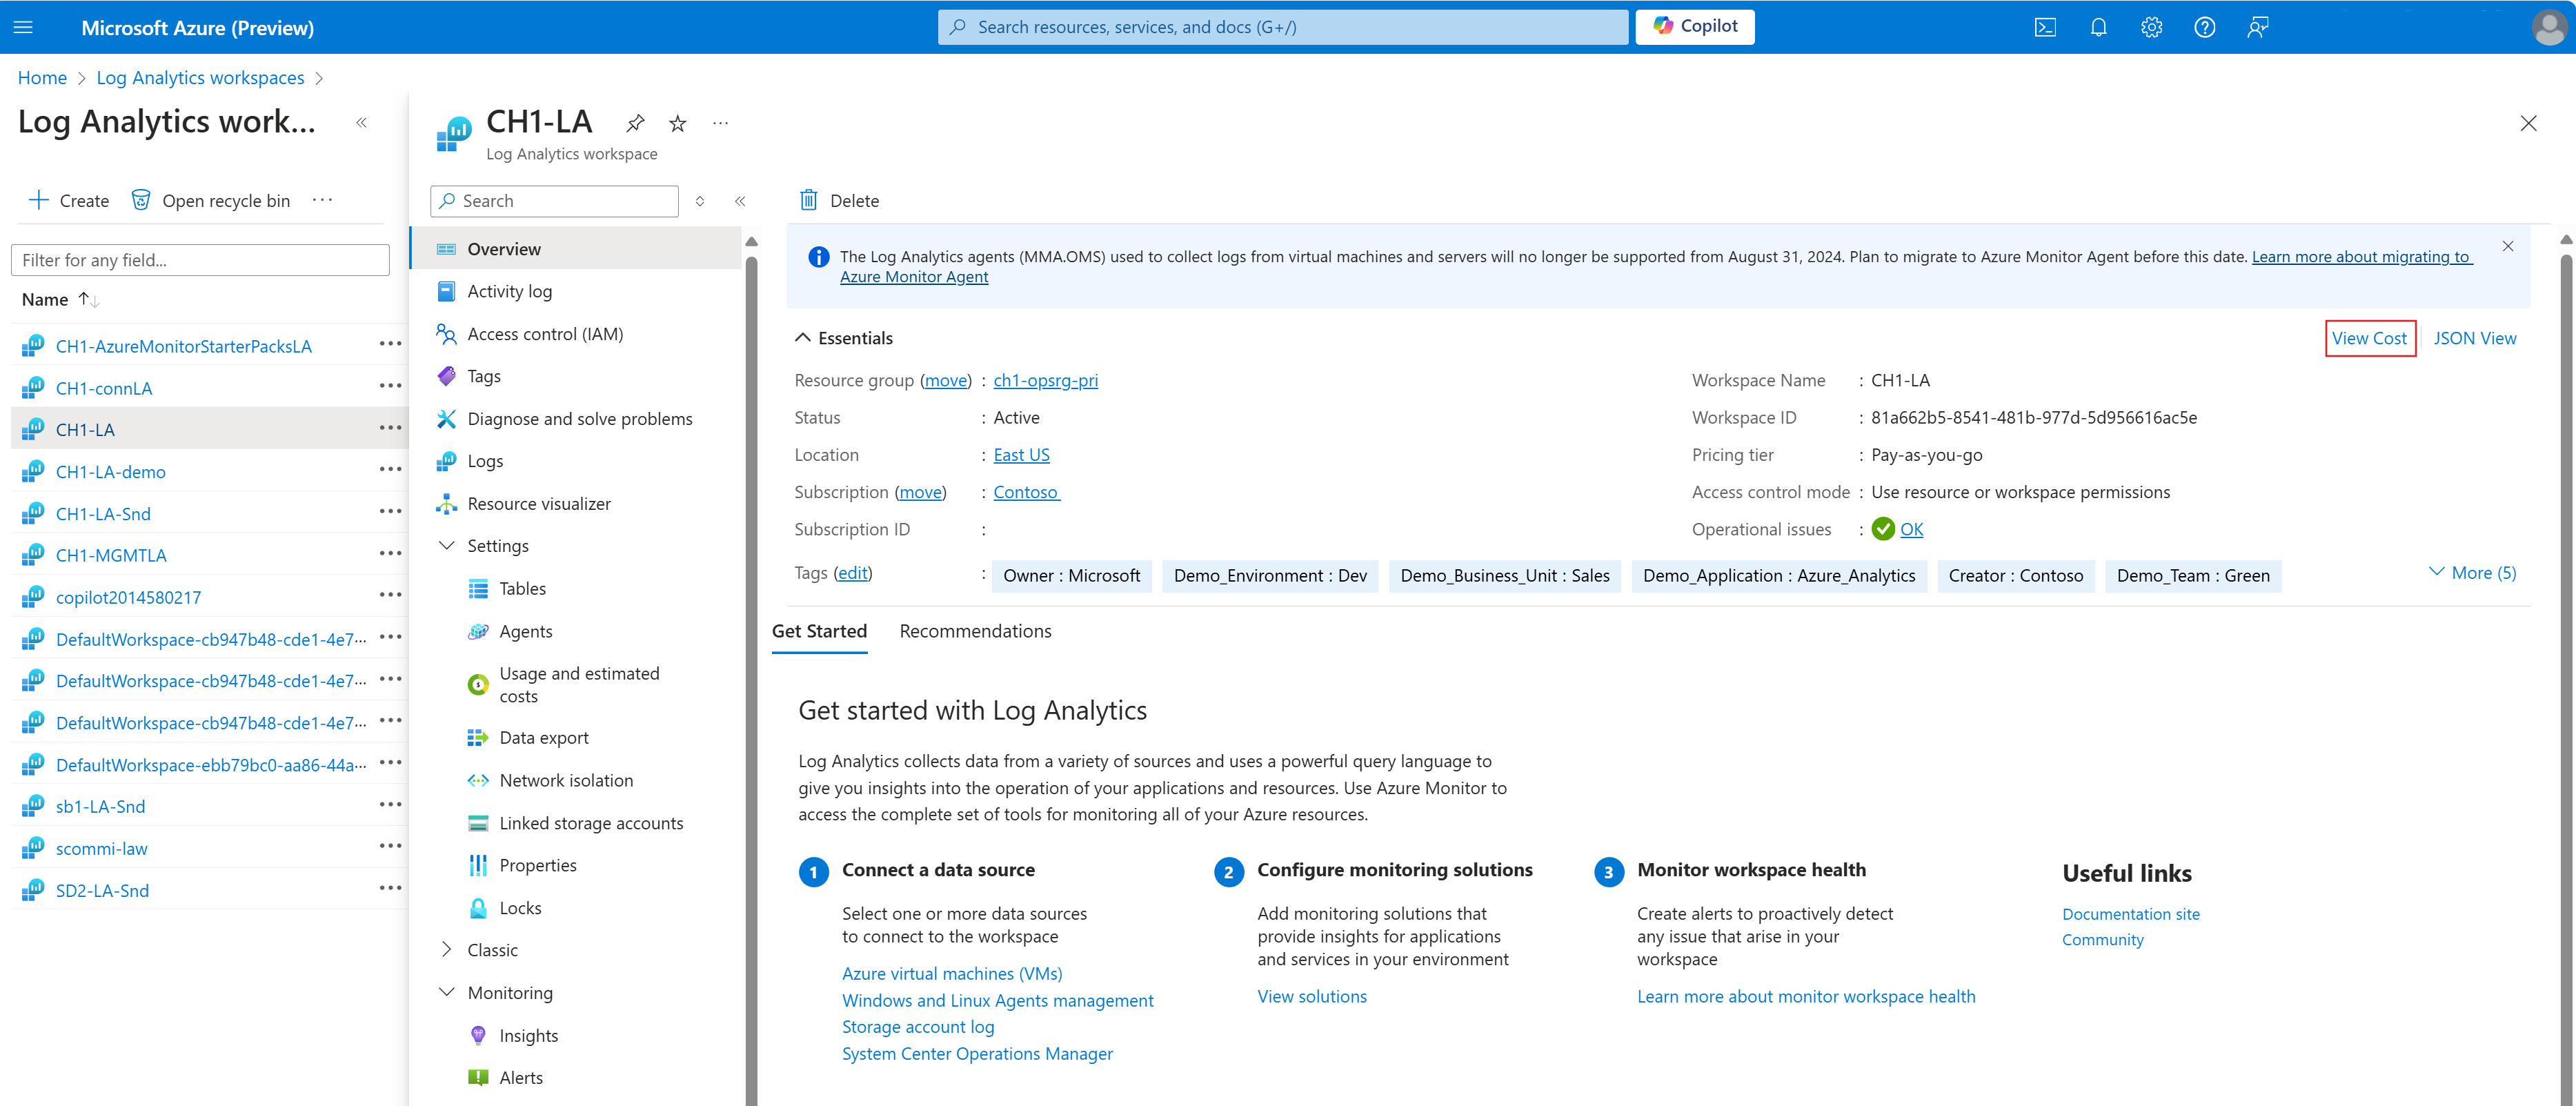 Microsoft Azure (Preview)
Search resources, services, and docs (G+/)
Copilot
Home > Log Analytics workspaces >
Log Analytics work...
Create
Open recycle bin
Filter for any field...
Name
CH1-AzureMonitorStarterPacksLA
CH1-connLA
CH1-LA
CH1-LA-demo
CH1-LA-Snd
CH1-MGMTLA
copilot2014580217
DefaultWorkspace-cb947b48-cde1-4e7...
DefaultWorkspace-cb947b48-cde1-4e7...
DefaultWorkspace-cb947b48-cde1-4e7...
DefaultWorkspace-ebb79bc0-aa86-44a...
sb1-LA-Snd
scommi-law
SD2-LA-Snd
CH1-LA
Log Analytics workspace
Search
Overview
Activity log
Access control (IAM)
Tags
Diagnose and solve problems
Logs
Resource visualizer
Settings
Tables
Agents
Usage and estimated
costs
Data export
Network isolation
Linked storage accounts
Properties
Locks
Classic
Monitoring
Insights
Alerts
Delete
The Log Analytics agents (MMA.OMS) used to collect logs from virtual machines and servers will no longer be supported from August 31, 2024. Plan to migrate to Azure Monitor Agent before this date. Learn more about migrating to
Azure Monitor Agent
Essentials
View Cost
JSON View
Resource group (move) : ch1-opsrg-pri
Status : Active
Location : East US
Subscription (move) : Contoso
Subscription ID :
Workspace Name : CH1-LA
Workspace ID : 81a662b5-8541-481b-977d-5d956616ac5e
Pricing tier : Pay-as-you-go
Access control mode : Use resource or workspace permissions
Operational issues : OK
Tags (edit) : Owner : Microsoft Demo_Environment : Dev Demo_Business_Unit : Sales Demo_Application : Azure_Analytics Creator : Contoso Demo_Team : Green More (5)
Get Started
Recommendations
Get started with Log Analytics
Log Analytics collects data from a variety of sources and uses a powerful query language to
give you insights into the operation of your applications and resources. Use Azure Monitor to
access the complete set of tools for monitoring all of your Azure resources.
1 Connect a data source
Select one or more data sources
to connect to the workspace
Azure virtual machines (VMs)
Windows and Linux Agents management
Storage account log
System Center Operations Manager
2 Configure monitoring solutions
Add monitoring solutions that
provide insights for applications
and services in your environment
View solutions
3 Monitor workspace health
Create alerts to proactively detect
any issue that arise in your
workspace
Learn more about monitor workspace health
Useful links
Documentation site
Community